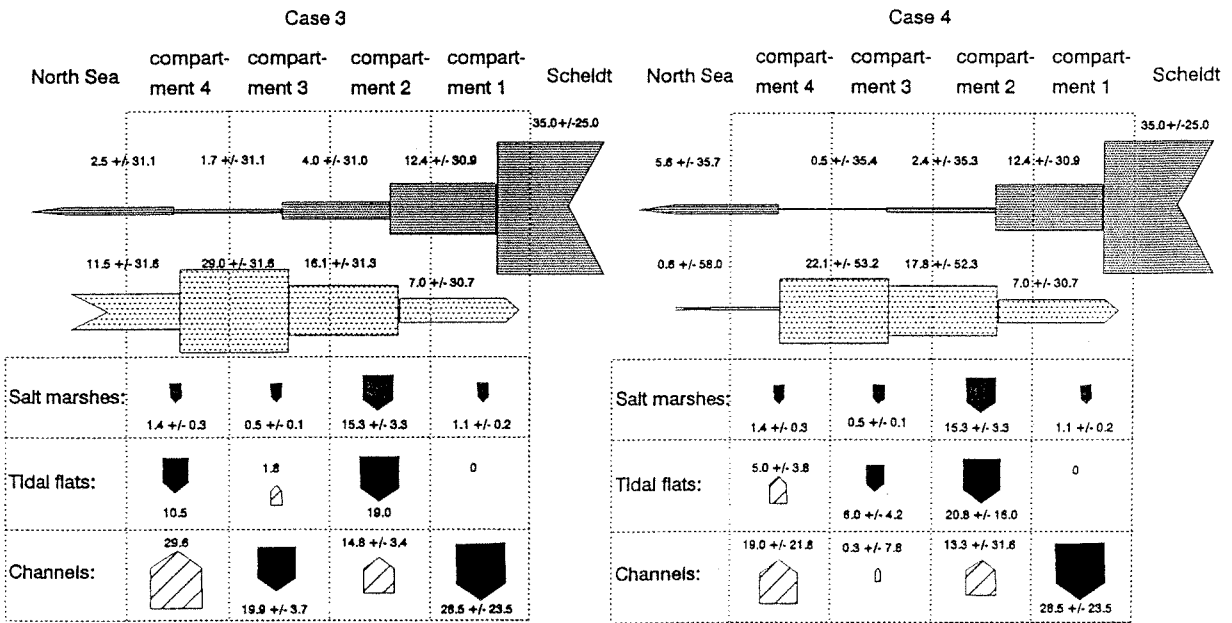 Case 3
North Sea
compart-
ment 4
compart-
ment 3
compart-
ment 2
compart-
ment 1
Scheldt
35.0+/-25.0
2.5 +/- 31.1
1.7 +/- 31.1
4.0 +/- 31.0
12.4 +/- 30.9
11.5 +/- 31.6
29.0 +/- 31.6
16.1 +/- 31.3
7.0 +/- 30.7
Salt marshes:
1.4 +/- 0.3
0.5 +/- 0.1
15.3 +/- 3.3
1.1 +/- 0.2
Tidal flats:
10.5
1.8
19.0
0
Channels:
29.6
19.9 +/- 3.7
14.8 +/- 3.4
28.5 +/- 23.5
Case 4
North Sea
compart-
ment 4
compart-
ment 3
compart-
ment 2
compart-
ment 1
Scheldt
35.0+/-25.0
5.6 +/- 35.7
0.5 +/- 35.4
2.4 +/- 35.3
12.4 +/- 30.9
0.6 +/- 58.0
22.1 +/- 53.2
17.8 +/- 52.3
7.0 +/- 30.7
Salt marshes:
1.4 +/- 0.3
0.5 +/- 0.1
15.3 +/- 3.3
1.1 +/- 0.2
Tidal flats:
5.0 +/- 3.8
6.0 +/- 4.2
20.8 +/- 16.0
0
Channels:
19.0 +/- 21.6
0.3 +/- 7.8
13.3 +/- 31.6
28.5 +/- 23.5